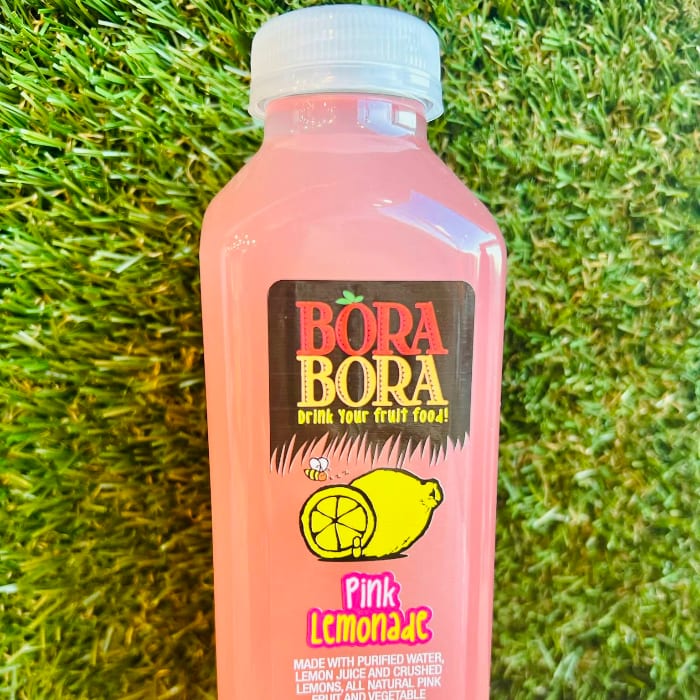 BORA
BORA
Drink Your fruit food!
Pink
Lemonade
MADE WITH PURIFIED WATER,
LEMON JUICE AND CRUSHED
LEMONS, ALL NATURAL PINK
FRUIT AND VEGETABLE